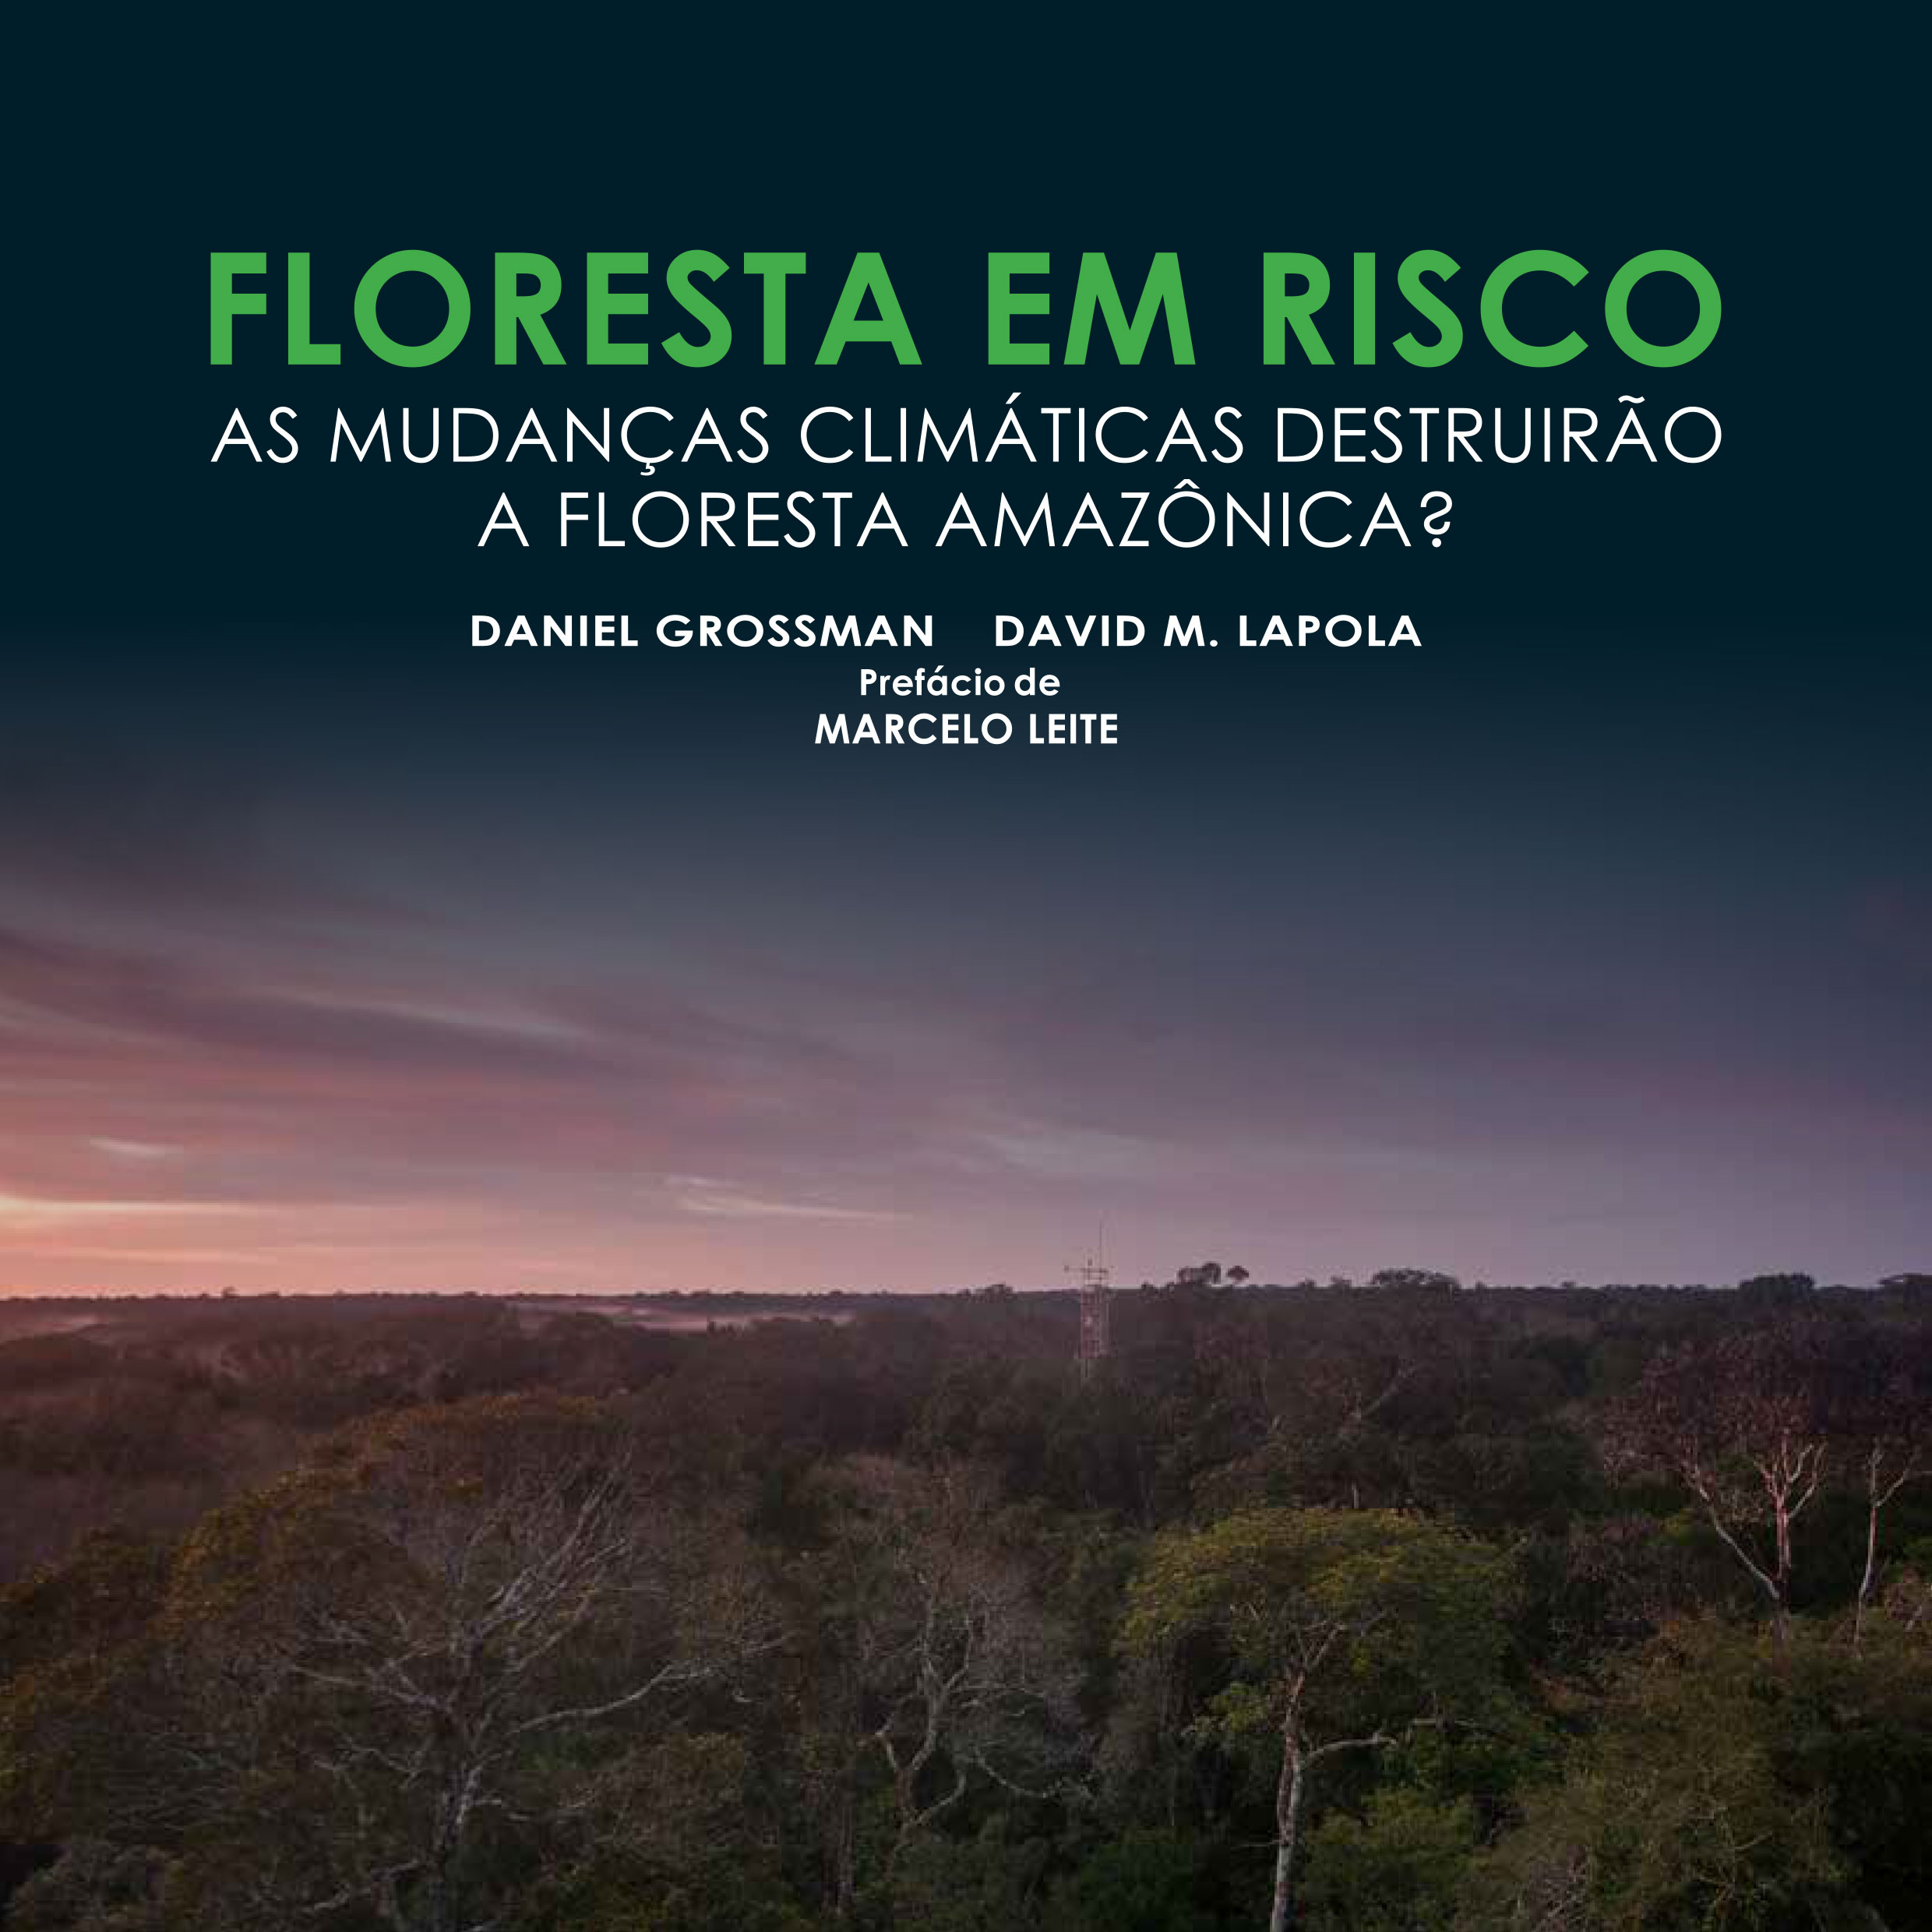 FLORESTA EM RISCO
AS MUDANÇAS CLIMÁTICAS DESTRUIRÃO
A FLORESTA AMAZÔNICA?
DANIEL GROSSMAN DAVID M. LAPOLA
Prefácio de
MARCELO LEITE